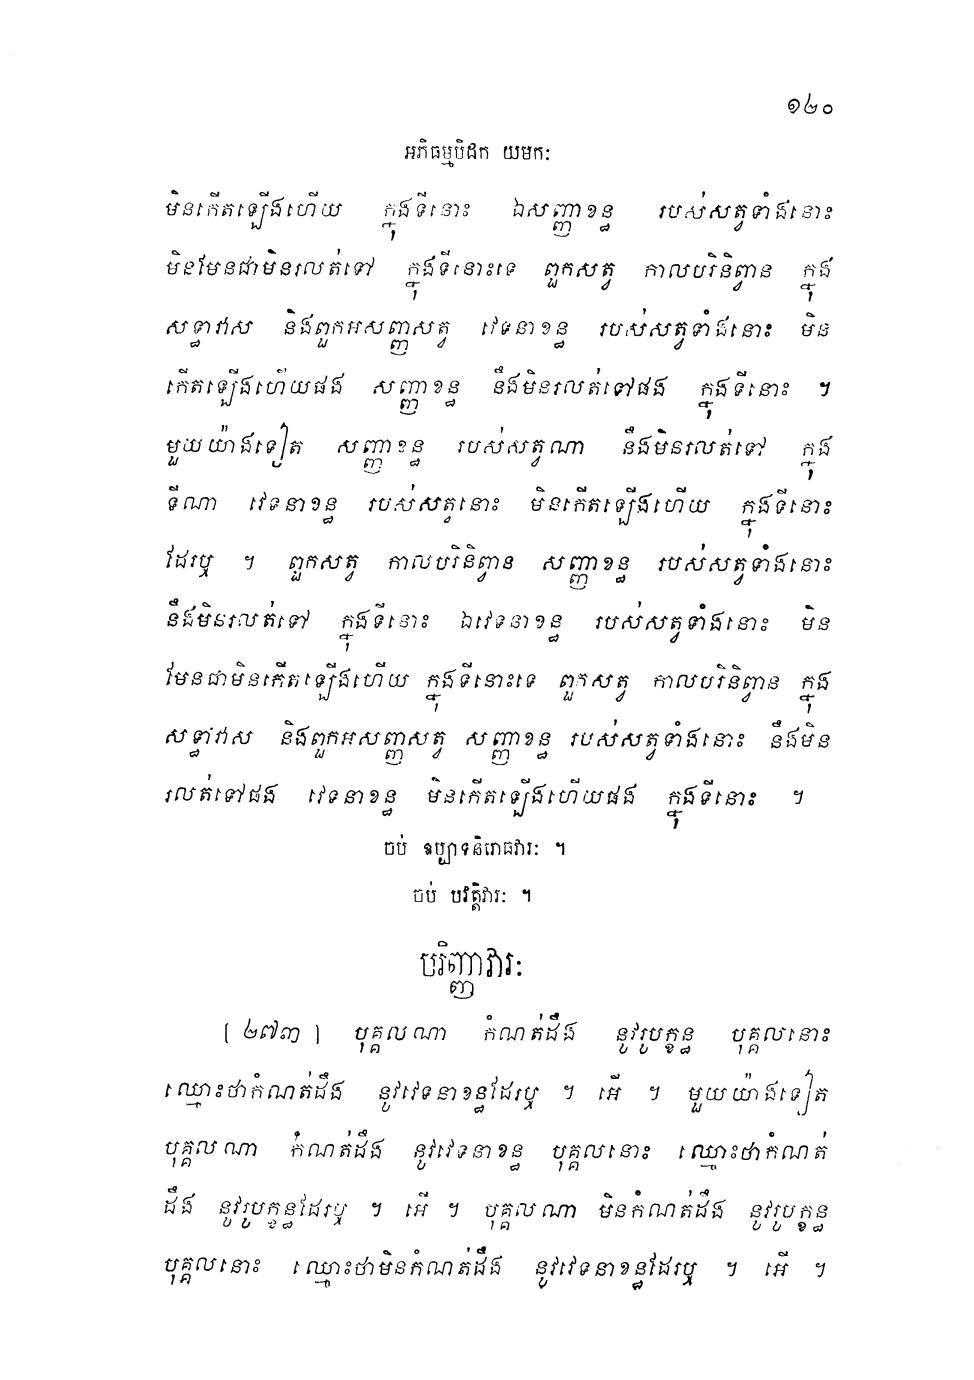 ១២០
អភិធម្មបិដក យមកៈ
មិនកើតឡើងហើយ ក្នុងទីនោះ ឯសញ្ញាខន្ធ របស់សត្វទាំងនោះ
មិនមែនជាមិនរលត់ទៅ ក្នុងទីនោះទេ ពួកសត្វ កាលបរិនិព្វាន ក្នុង
សុទ្ធាវាស និងពួកអសញ្ញសត្វ វេទនាខន្ធ របស់សត្វទាំងនោះ មិន
កើតឡើងហើយផង សញ្ញាខន្ធ នឹងមិនរលត់ទៅផង ក្នុងទីនោះ ។
មួយយ៉ាងទៀត សញ្ញាខន្ធ របស់សត្វណា នឹងមិនរលត់ទៅ ក្នុង
ទីណា វេទនាខន្ធ របស់សត្វនោះ មិនកើតឡើងហើយ ក្នុងទីនោះ
ដែរឬ ។ ពួកសត្វ កាលបរិនិព្វាន សញ្ញាខន្ធ របស់សត្វទាំងនោះ
នឹងមិនរលត់ទៅ ក្នុងទីនោះ ឯវេទនាខន្ធ របស់សត្វទាំងនោះ មិន
មែនជាមិនកើតឡើងហើយ ក្នុងទីនោះទេ ពួកសត្វ កាលបរិនិព្វាន ក្នុង
សុទ្ធាវាស និងពួកអសញ្ញសត្វ សញ្ញាខន្ធ របស់សត្វទាំងនោះ នឹងមិន
រលត់ទៅផង វេទនាខន្ធ មិនកើតឡើងហើយផង ក្នុងទីនោះ ។
ចប់ ឧប្បាទនិរោធវារៈ ។
ចប់ បវត្តិវារៈ ។
បរិញ្ញាវារៈ
[ ២៧៣ ] បុគ្គលណា កំណត់ដឹង នូវរូបក្ខន្ធ បុគ្គលនោះ
ឈ្មោះថាកំណត់ដឹង នូវវេទនាខន្ធដែរឬ ។ អើ ។ មួយយ៉ាងទៀត
បុគ្គលណា កំណត់ដឹង នូវវេទនាខន្ធ បុគ្គលនោះ ឈ្មោះថាកំណត់
ដឹង នូវរូបក្ខន្ធដែរឬ ។ អើ ។ បុគ្គលណា មិនកំណត់ដឹង នូវរូបក្ខន្ធ
បុគ្គលនោះ ឈ្មោះថាមិនកំណត់ដឹង នូវវេទនាខន្ធដែរឬ ។ អើ ។